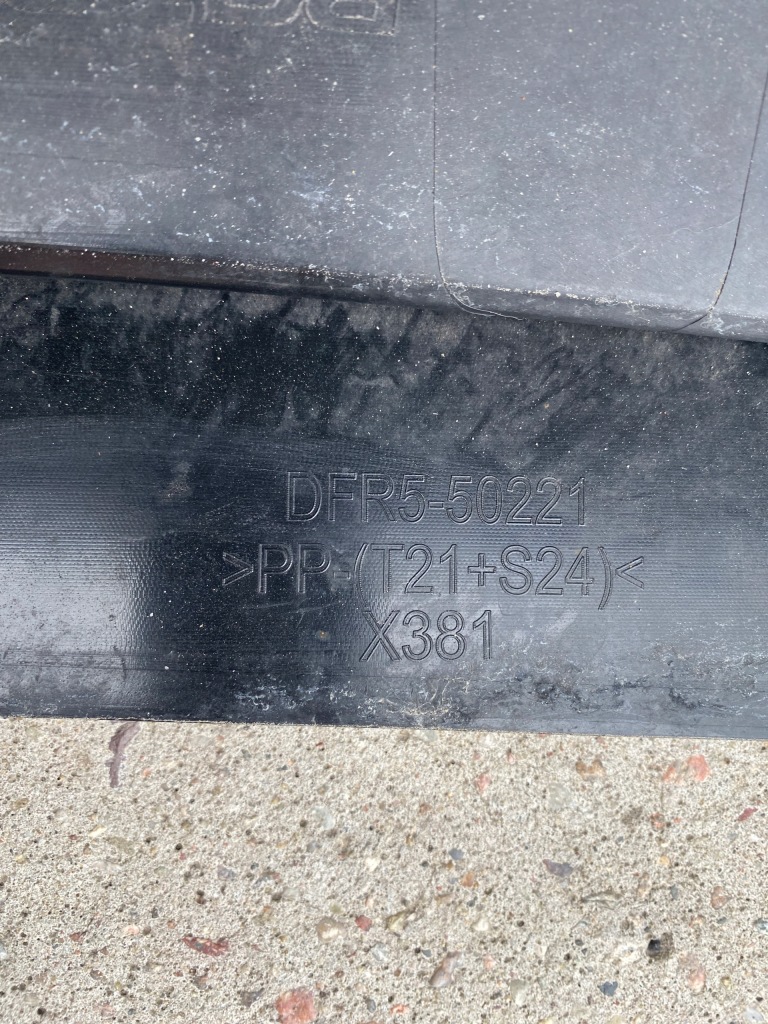 DFR5-50221
>PP-(T21+S24)<
X381